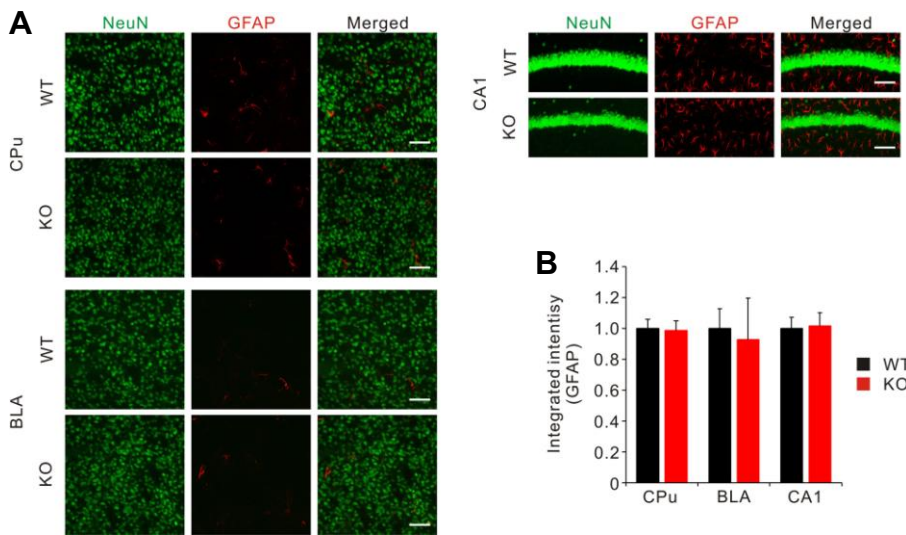 A
NeuN GFAP Merged
WT
CPu
KO
WT
BLA
KO
NeuN GFAP Merged
WT
CA1
KO
B
Integrated intentisy
(GFAP)
1.4
1.2
1.0
0.8
0.6
0.4
0.2
0
CPu BLA CA1
WT
KO